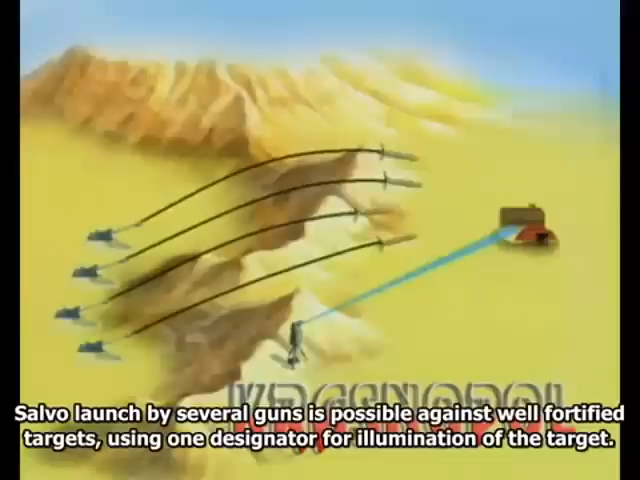 KRASNOPOL
Salvo launch by several guns is possible against well fortified
targets, using one designator for illumination of the target.